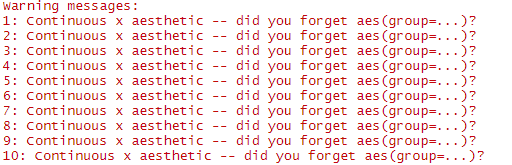 Warning messages:
1: Continuous x aesthetic -- did you forget aes(group=...)?
2: Continuous x aesthetic -- did you forget aes(group=...)?
3: Continuous x aesthetic -- did you forget aes(group=...)?
4: Continuous x aesthetic -- did you forget aes(group=...)?
5: Continuous x aesthetic -- did you forget aes(group=...)?
6: Continuous x aesthetic -- did you forget aes(group=...)?
7: Continuous x aesthetic -- did you forget aes(group=...)?
8: Continuous x aesthetic -- did you forget aes(group=...)?
9: Continuous x aesthetic -- did you forget aes(group=...)?
10: Continuous x aesthetic -- did you forget aes(group=...)?